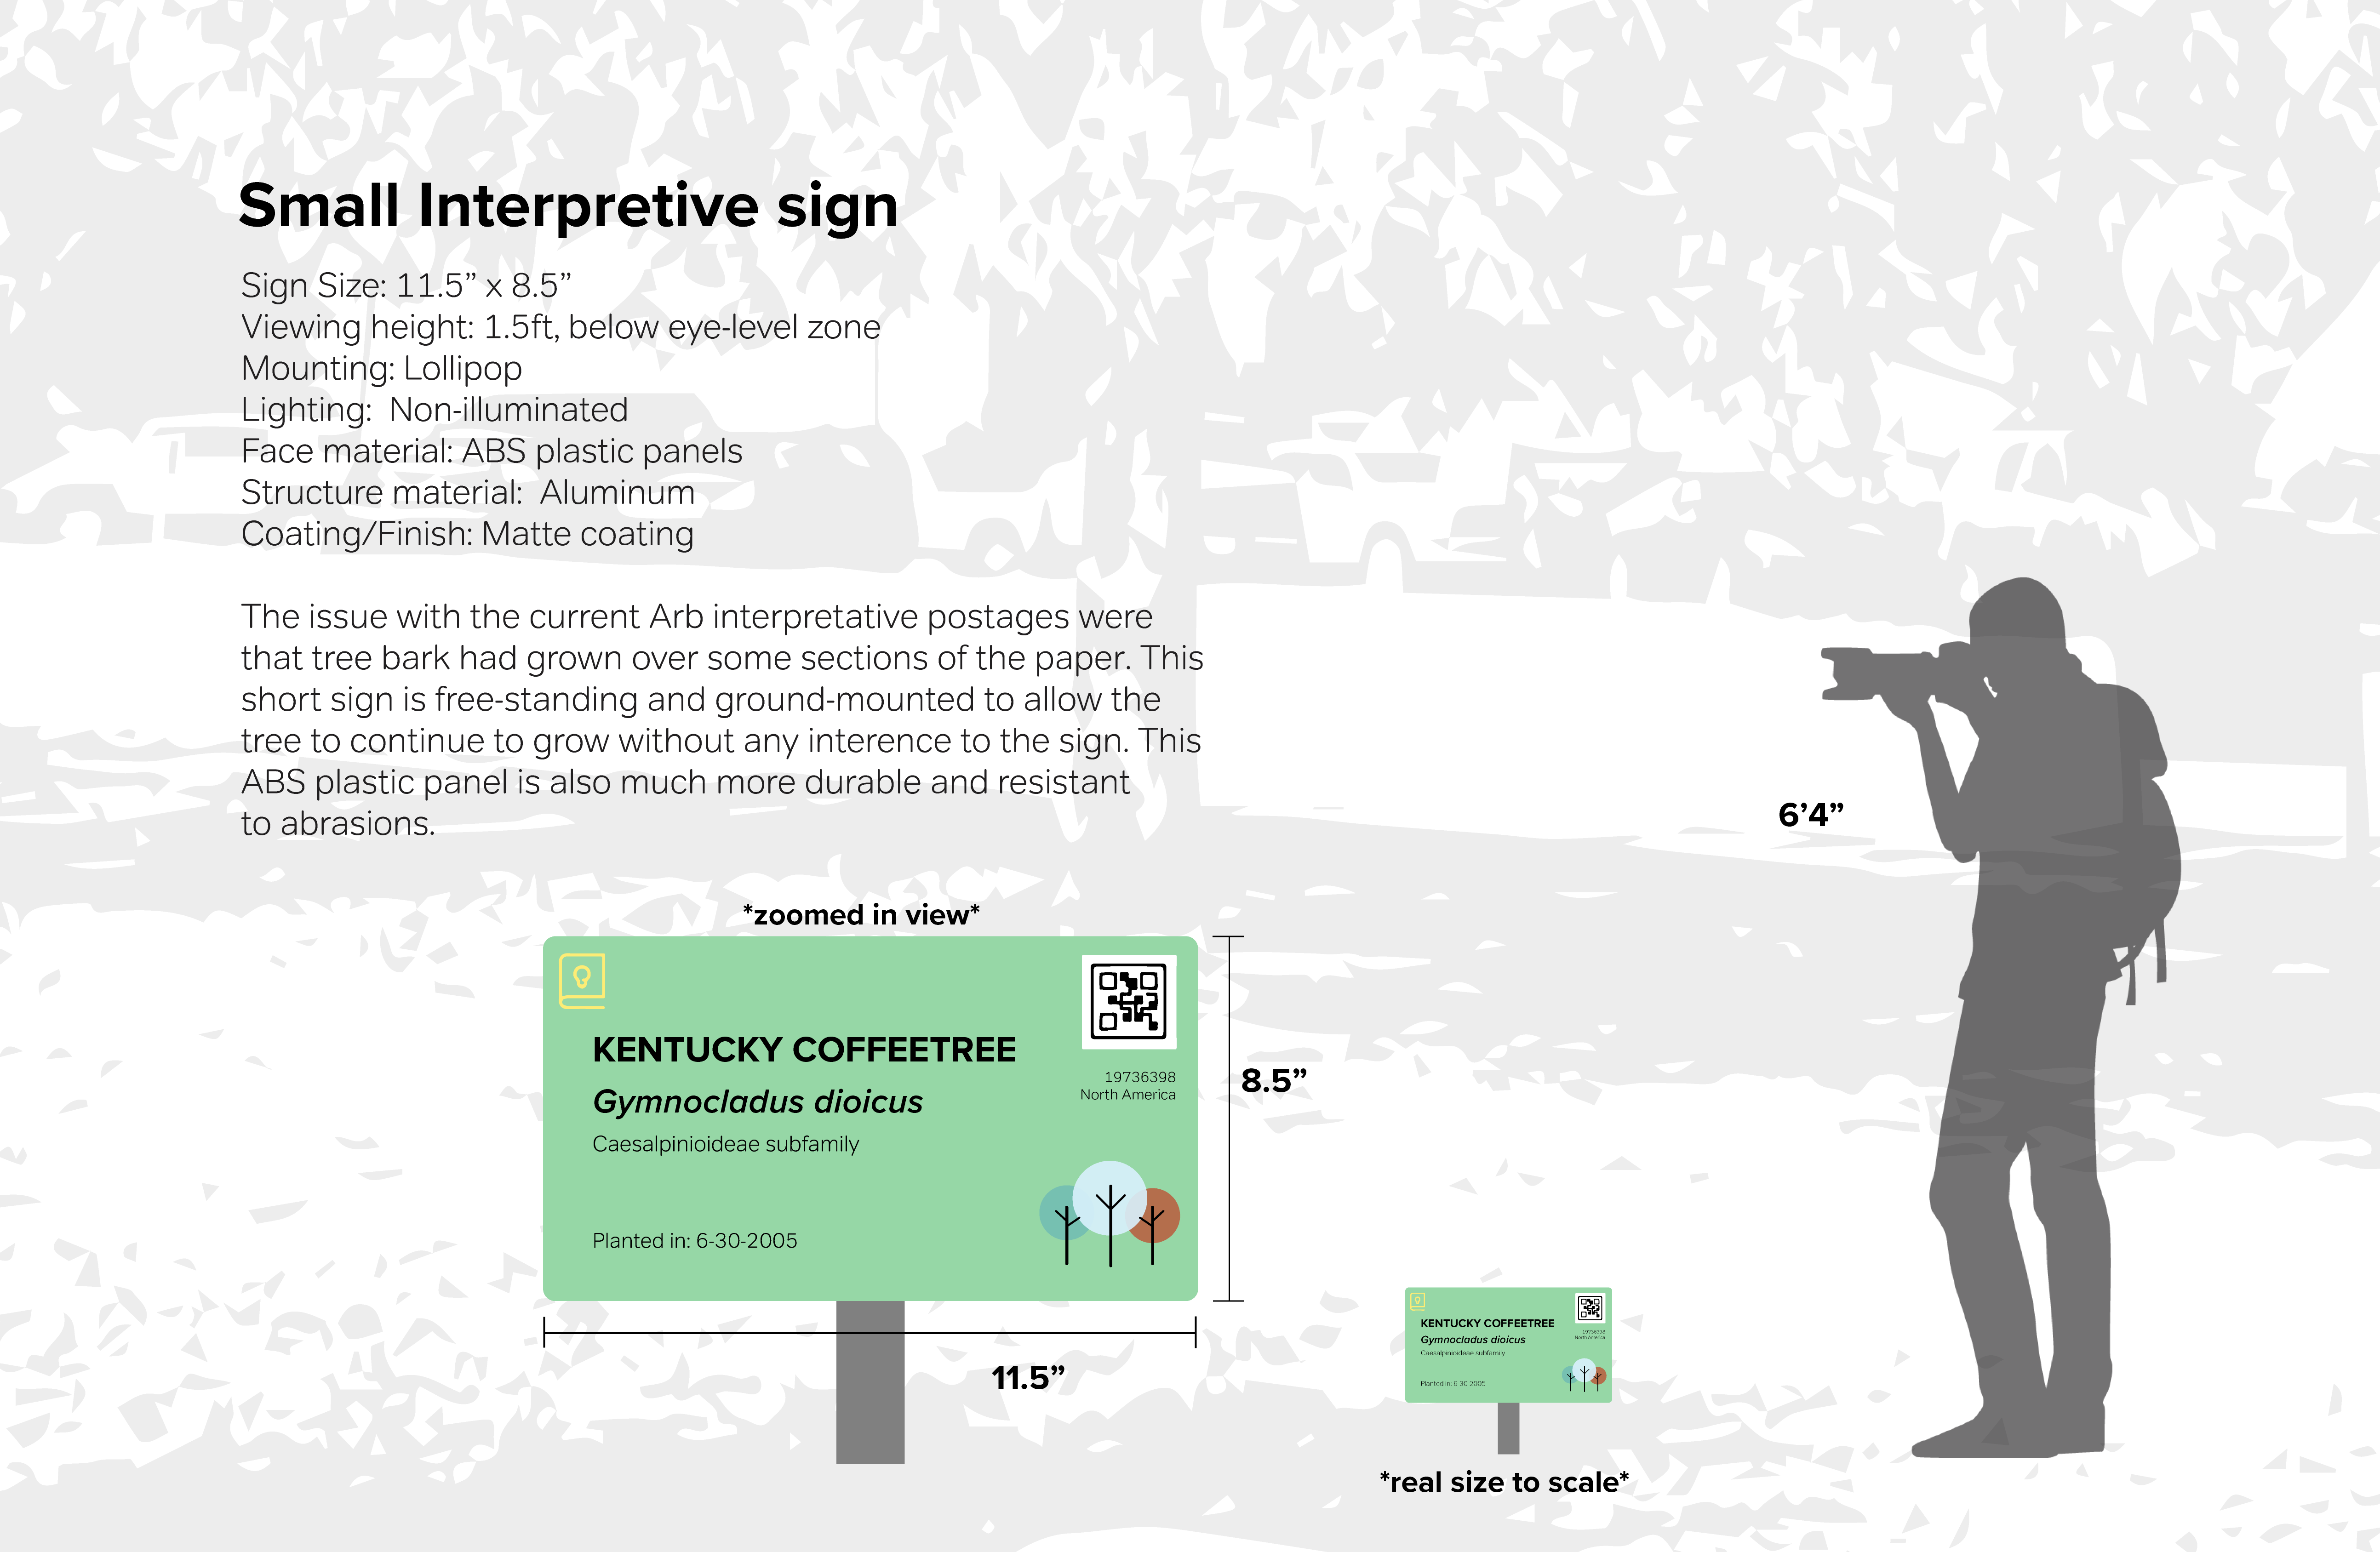 Small Interpretive sign
Sign Size: 11.5” x 8.5”
Viewing height: 1.5ft, below eye-level zone
Mounting: Lollipop
Lighting:  Non-illuminated
Face material: ABS plastic panels
Structure material:  Aluminum
Coating/Finish: Matte coating
The issue with the current Arb interpretative postages were
that tree bark had grown over some sections of the paper. This
short sign is free-standing and ground-mounted to allow the
tree to continue to grow without any interence to the sign. This
ABS plastic panel is also much more durable and resistant
to abrasions.
6’4”
*zoomed in view*
KENTUCKY COFFEETREE
Gymnocladus dioicus
Caesalpinioideae subfamily
Planted in: 6-30-2005
19736398
North America
8.5”
11.5”
KENTUCKY COFFEETREE
Gymnocladus dioicus
Caesalpinioideae subfamily
Planted in: 6-30-2005
19736398
North America
*real size to scale*